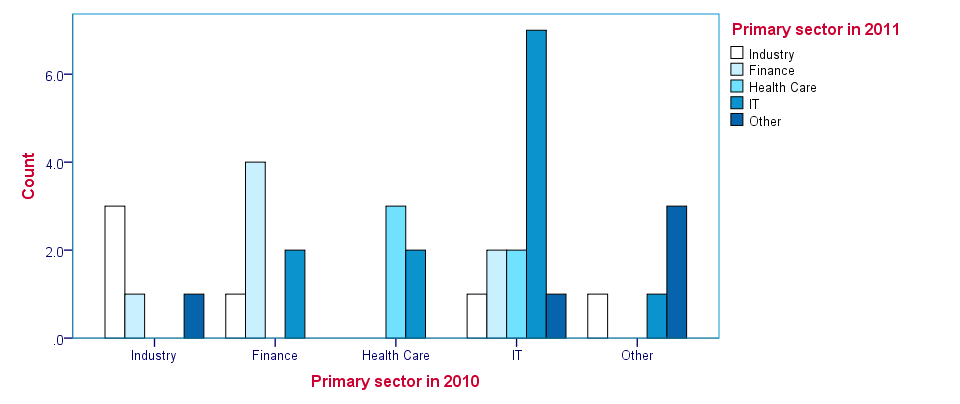 Primary sector in 2011
Industry
Finance
Health Care
IT
Other
Count
6.0
4.0
2.0
.0
Industry Finance Health Care IT Other
Primary sector in 2010